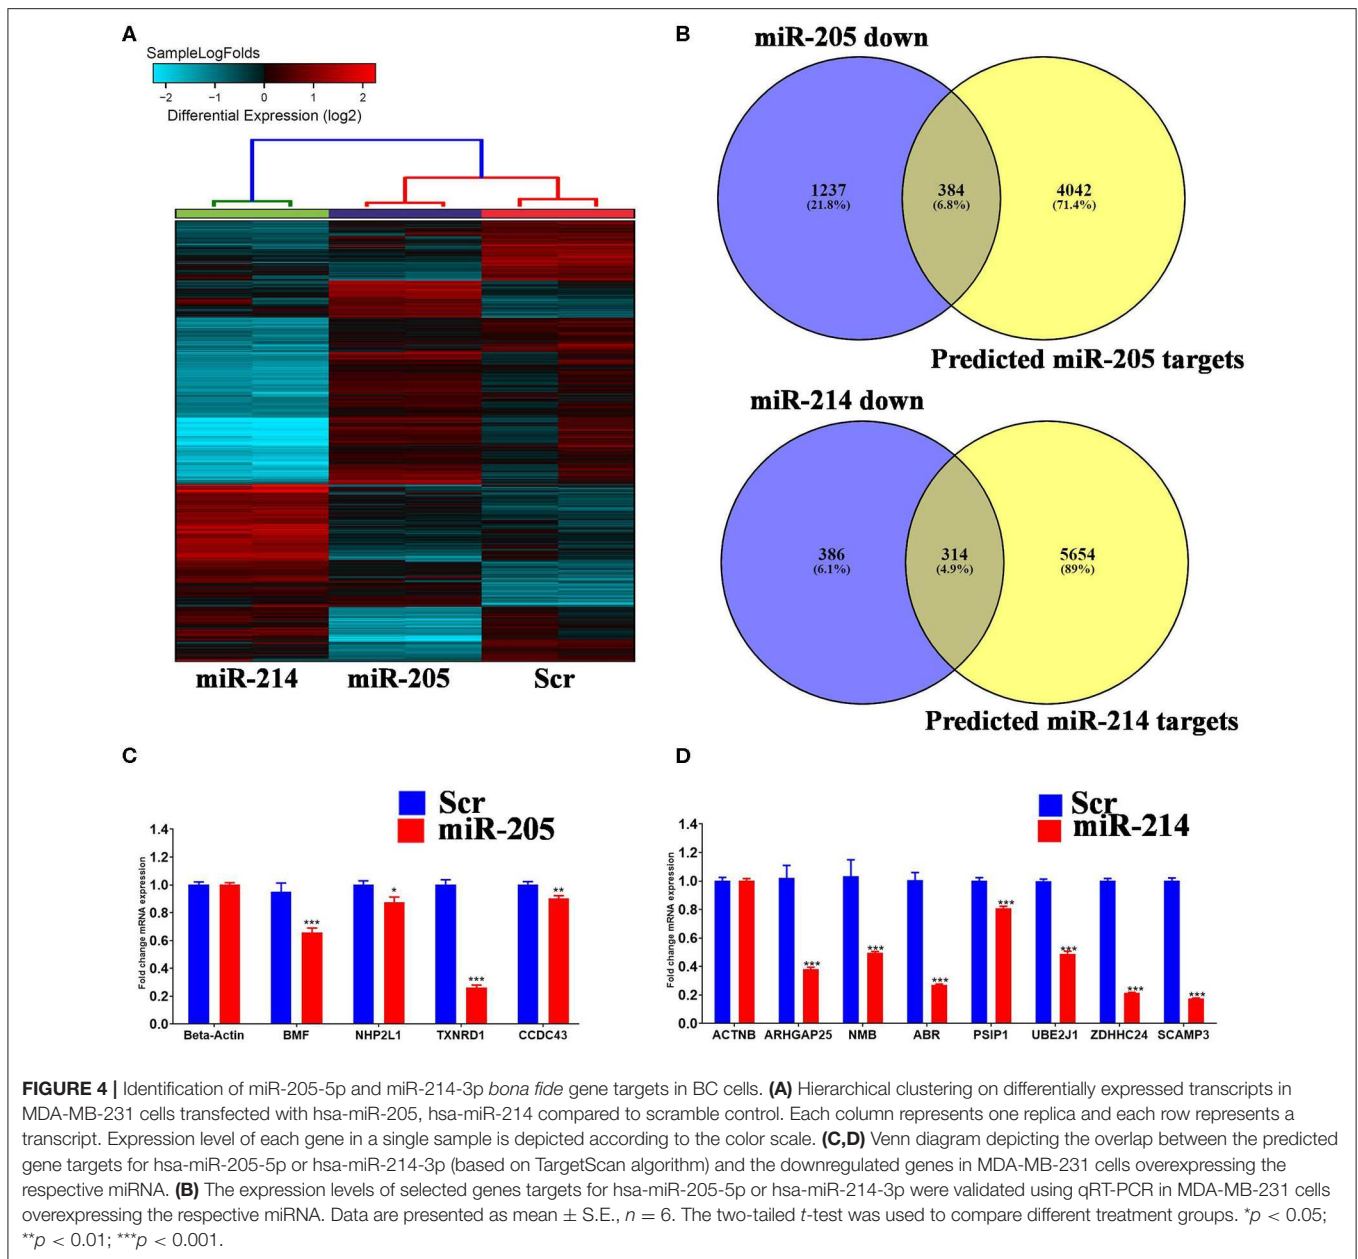 A
SampleLogFolds
−2 −1 0 1 2
Differential Expression (log2)
miR-214 miR-205 Scr
B
miR-205 down
1237 384 4042
(21.8%) (6.8%) (71.4%)
Predicted miR-205 targets
miR-214 down
386 314 5654
(6.1%) (4.9%) (89%)
Predicted miR-214 targets
C
Scr
miR-205
Fold change mRNA expression
1.4
1.2
1.0
0.8
0.6
0.4
0.2
0.0
*** * *** **
Beta-Actin BMF NHP2L1 TXNRD1 CCDC43
D
Scr
miR-214
Fold change mRNA expression
1.4
1.2
1.0
0.8
0.6
0.4
0.2
0.0
*** *** *** *** *** *** ***
ACTNB ARHGAP25 NMB ABR PSIP1 UBE2J1 ZDHHC24 SCAMP3
FIGURE 4 | Identification of miR-205-5p and miR-214-3p bona fide gene targets in BC cells. (A) Hierarchical clustering on differentially expressed transcripts in
MDA-MB-231 cells transfected with hsa-miR-205, hsa-miR-214 compared to scramble control. Each column represents one replica and each row represents a
transcript. Expression level of each gene in a single sample is depicted according to the color scale. (C,D) Venn diagram depicting the overlap between the predicted
gene targets for hsa-miR-205-5p or hsa-miR-214-3p (based on TargetScan algorithm) and the downregulated genes in MDA-MB-231 cells overexpressing the
respective miRNA. (B) The expression levels of selected genes targets for hsa-miR-205-5p or hsa-miR-214-3p were validated using qRT-PCR in MDA-MB-231 cells
overexpressing the respective miRNA. Data are presented as mean ± S.E., n = 6. The two-tailed t-test was used to compare different treatment groups. *p < 0.05;
**p < 0.01; ***p < 0.001.